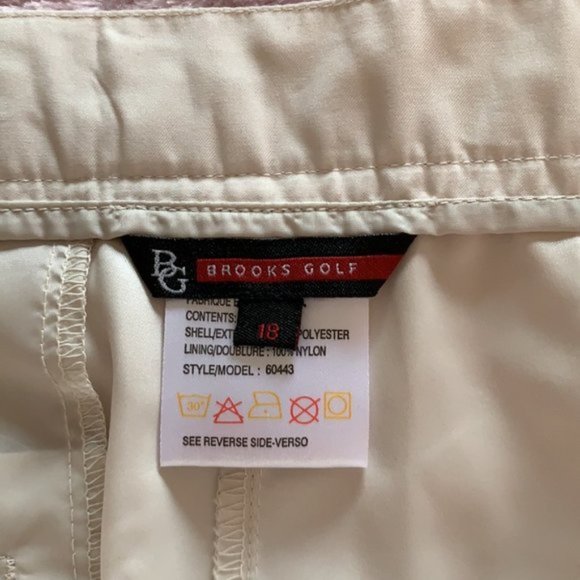 BG BROOKS GOLF
FABRIQUE
CONTENTS:
18
SHELL/EXT POLYESTER
LINING/DOUBLURE : 100% NYLON
STYLE/MODEL : 60443
30°
SEE REVERSE SIDE-VERSO